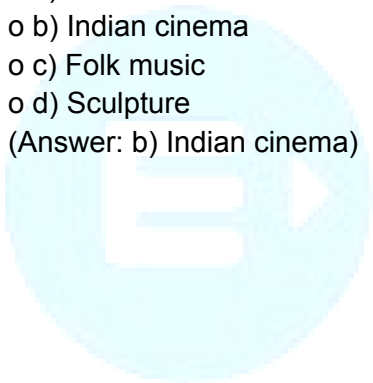 o b) Indian cinema
o c) Folk music
o d) Sculpture
(Answer: b) Indian cinema)